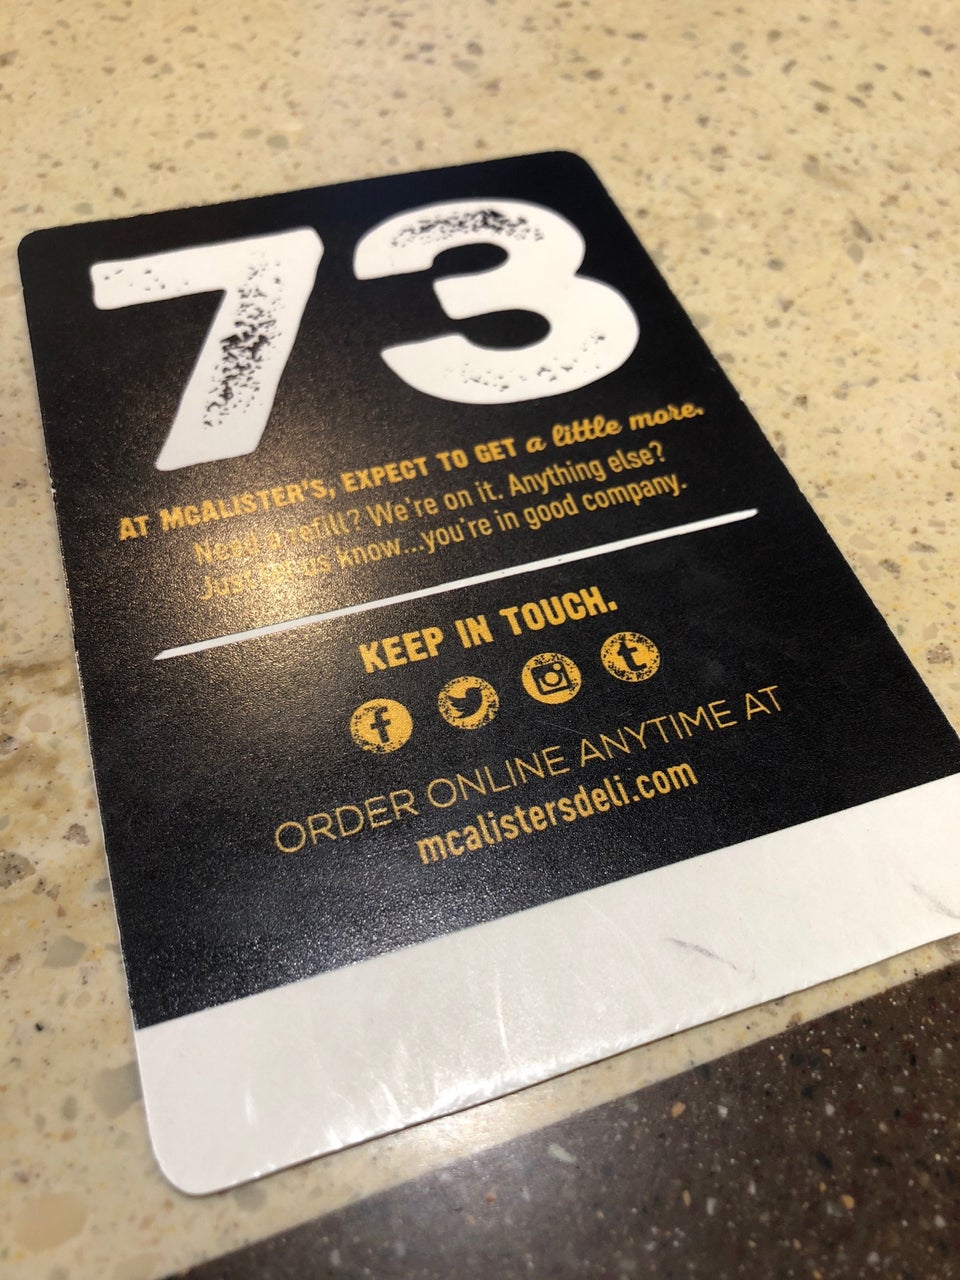 73
AT McALISTER'S, EXPECT TO GET a little more.
Need a refill? We're on it. Anything else?
Just let us know...you're in good company.
KEEP IN TOUCH.
ORDER ONLINE ANYTIME AT
mcalistersdeli.com